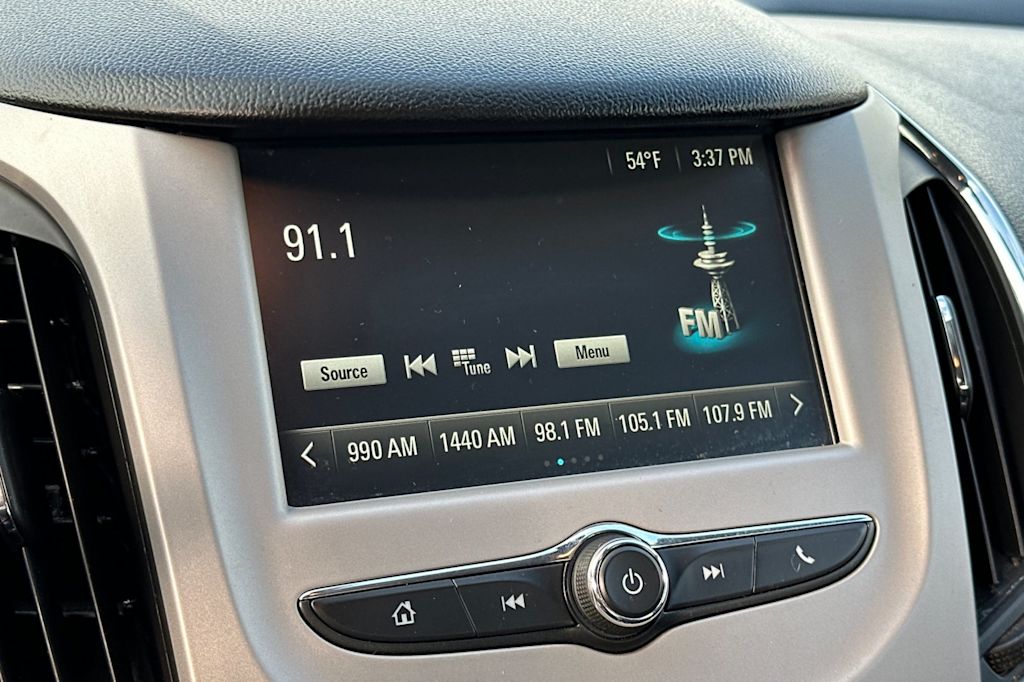 54°F 3:37 PM
91.1
FM
Source Tune Menu
990 AM 1440 AM 98.1 FM 105.1 FM 107.9 FM